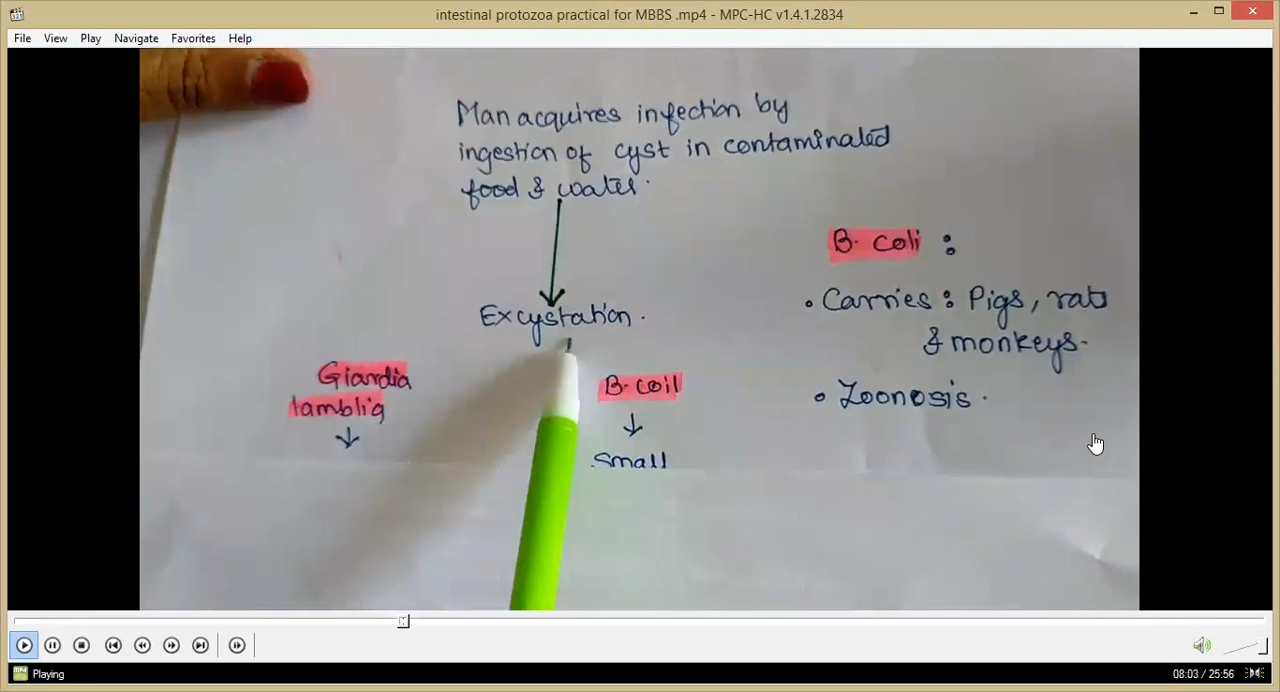 intestinal protozoa practical for MBBS .mp4 - MPC-HC v1.4.1.2834
File View Play Navigate Favorites Help
Man acquires infection by
ingestion of cyst in contaminated
food & water.
Excystation.
Giardia
lamblia
B. coil
Small
B. coli :
• Carries : Pigs, rats
& monkeys.
• Zoonosis.
Playing
08:03 / 25:56